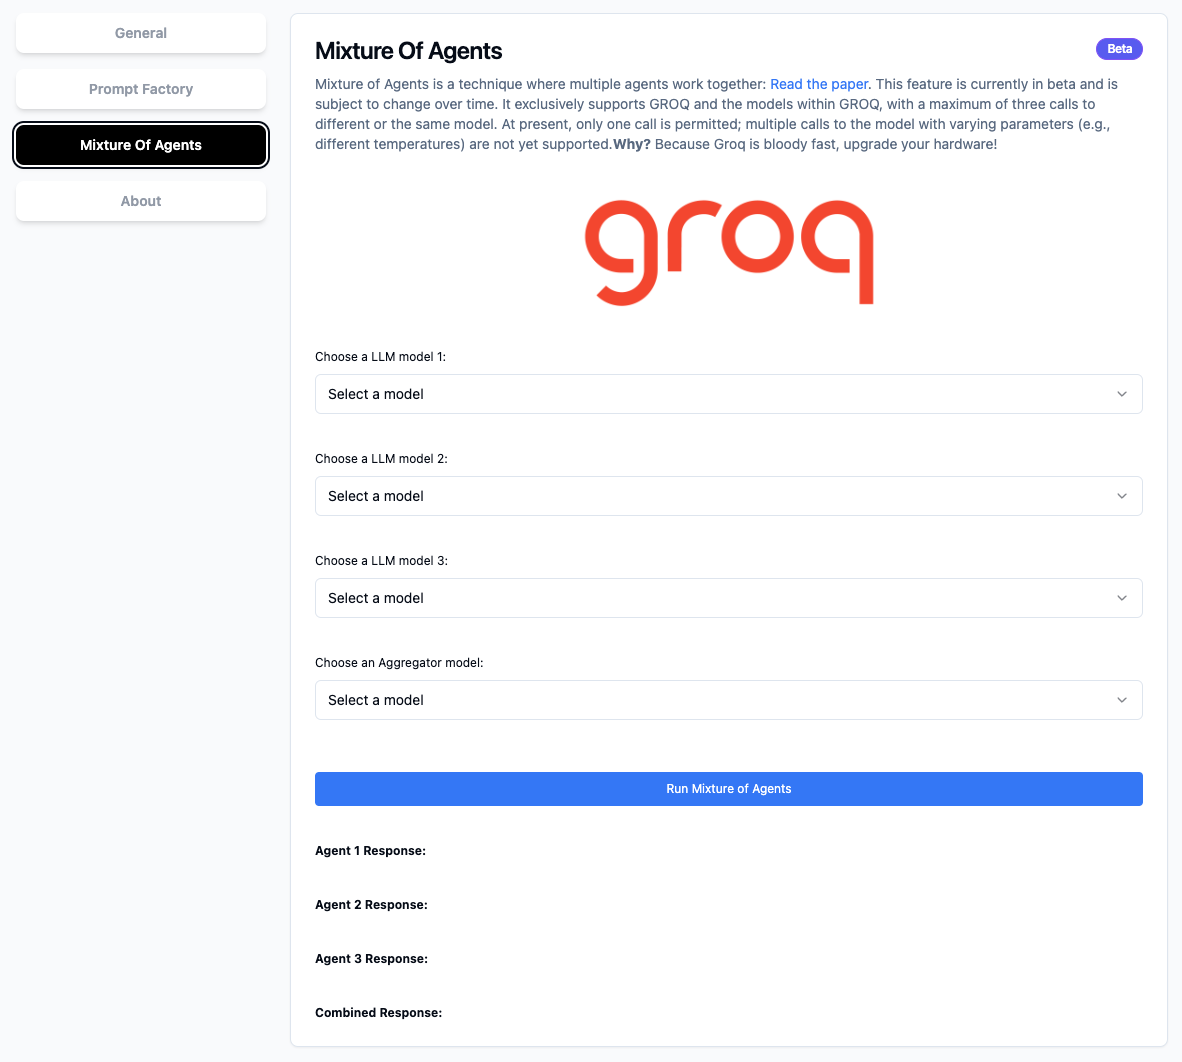 General
Prompt Factory
Mixture Of Agents
About
Mixture Of Agents
Beta
Mixture of Agents is a technique where multiple agents work together: Read the paper. This feature is currently in beta and is
subject to change over time. It exclusively supports GROQ and the models within GROQ, with a maximum of three calls to
different or the same model. At present, only one call is permitted; multiple calls to the model with varying parameters (e.g.,
different temperatures) are not yet supported.Why? Because Groq is bloody fast, upgrade your hardware!
groq
Choose a LLM model 1:
Select a model
Choose a LLM model 2:
Select a model
Choose a LLM model 3:
Select a model
Choose an Aggregator model:
Select a model
Run Mixture of Agents
Agent 1 Response:
Agent 2 Response:
Agent 3 Response:
Combined Response: